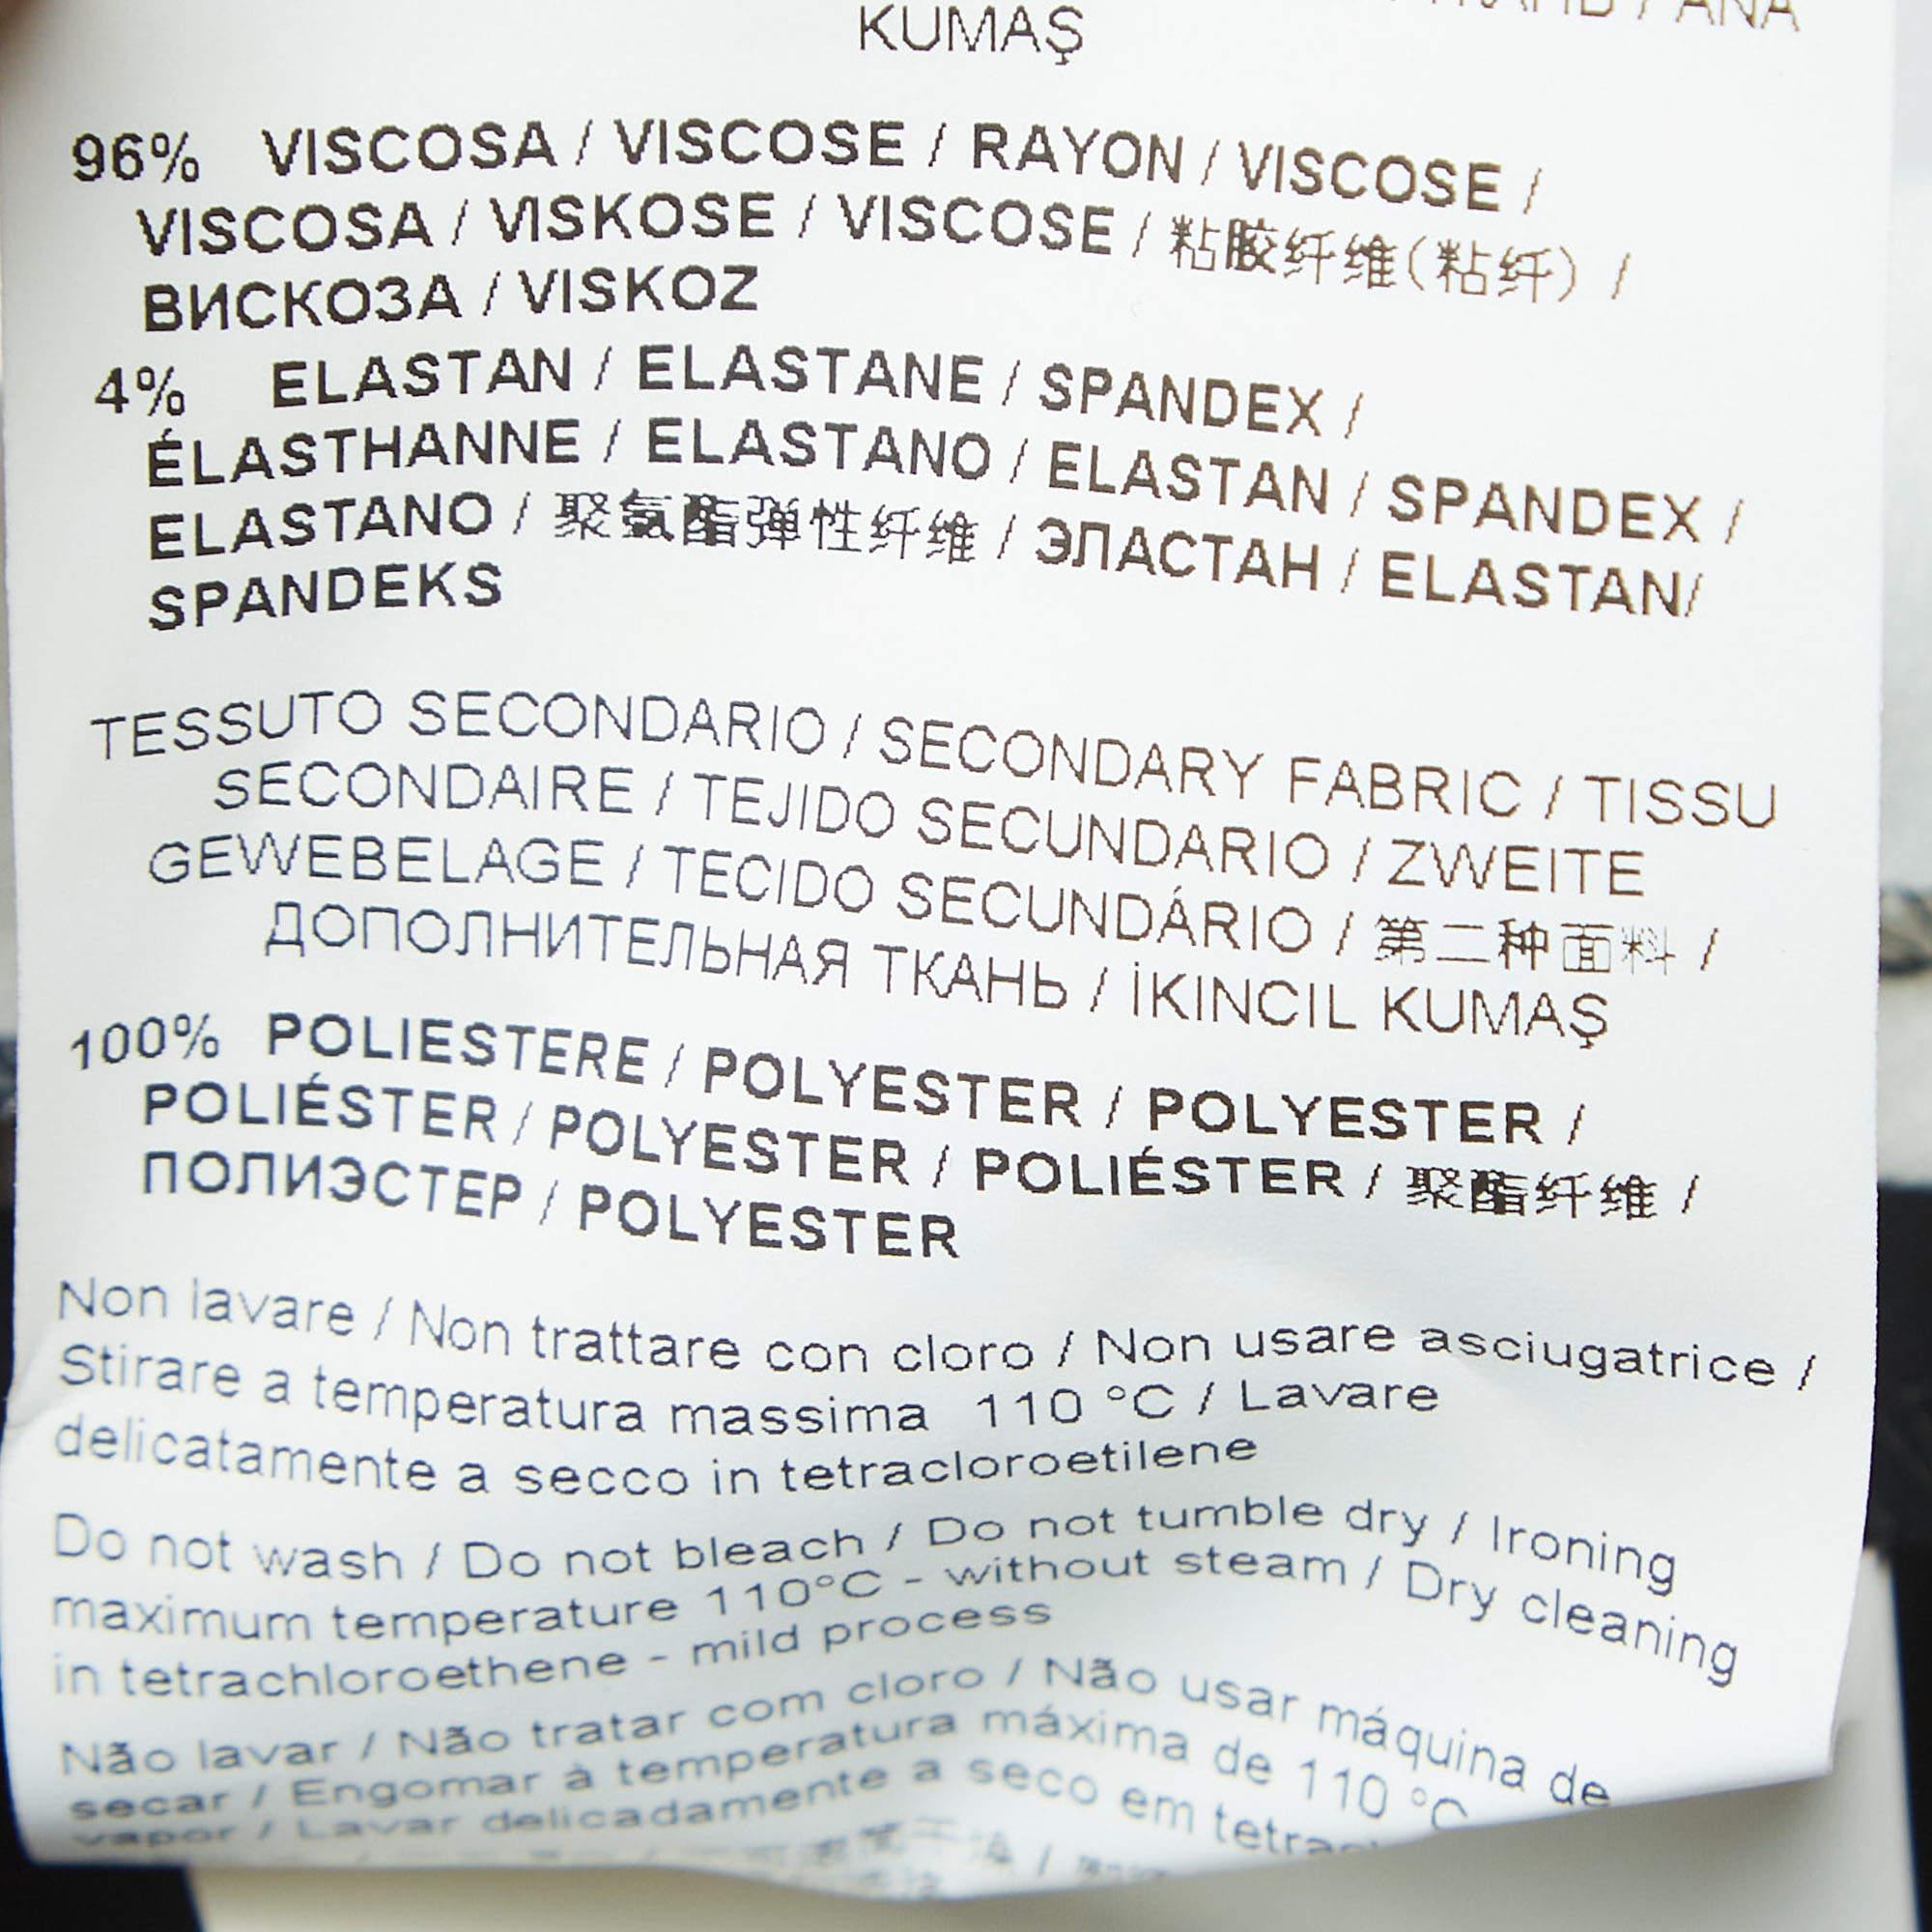 / ANA
KUMAŞ
96% VISCOSA / VISCOSE / RAYON / VISCOSE /
VISCOSA / VISKOSE / VISCOSE / 粘胶纤维(粘纤) /
ВИСКОЗА / VISKOZ
4% ELASTAN / ELASTANE / SPANDEX /
ÉLASTHANNE / ELASTANO / ELASTAN / SPANDEX /
ELASTANO / 聚氨酯弹性纤维 / ЭЛАСТАН / ELASTAN/
SPANDEKS
TESSUTO SECONDARIO / SECONDARY FABRIC / TISSU
SECONDAIRE / TEJIDO SECUNDARIO / ZWEITE
GEWEBELAGE / TECIDO SECUNDÁRIO / 第二种面料 /
ДОПОЛНИТЕЛЬНАЯ ТКАНЬ / İKINCIL KUMAŞ
100% POLIESTERE / POLYESTER / POLYESTER /
POLIÉSTER / POLYESTER / POLIÉSTER / 聚酯纤维 /
ПОЛИЭСТЕР / POLYESTER
Non lavare / Non trattare con cloro / Non usare asciugatrice /
Stirare a temperatura massima 110 °C / Lavare
delicatamente a secco in tetracloroetilene
Do not wash / Do not bleach / Do not tumble dry / Ironing
maximum temperature 110°C - without steam / Dry cleaning
in tetrachloroethene - mild process
Não lavar / Não tratar com cloro / Não usar máquina de
secar / Engomar à temperatura máxima de 110 °C
vapor / Lavar delicadamente a seco em